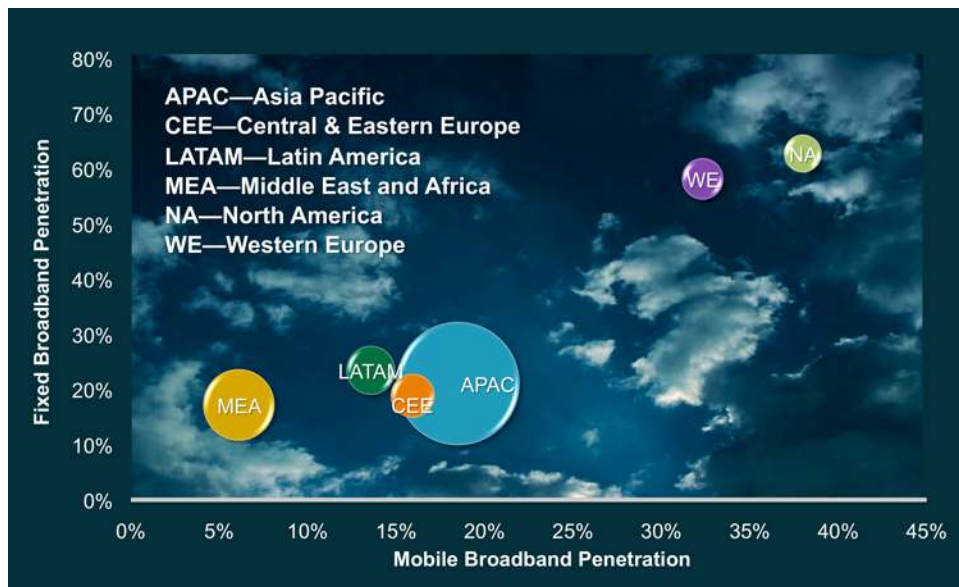 80%
APAC—Asia Pacific
70%
CEE—Central & Eastern Europe
LATAM—Latin America
60%
MEA—Middle East and Africa
NA—North America
50%
WE—Western Europe
NA
WE
40%
30%
20%
10%
0%
Fixed Broadband Penetration
LATAM
APAC
CEE
MEA
0% 5% 10% 15% 20% 25% 30% 35% 40% 45%
Mobile Broadband Penetration